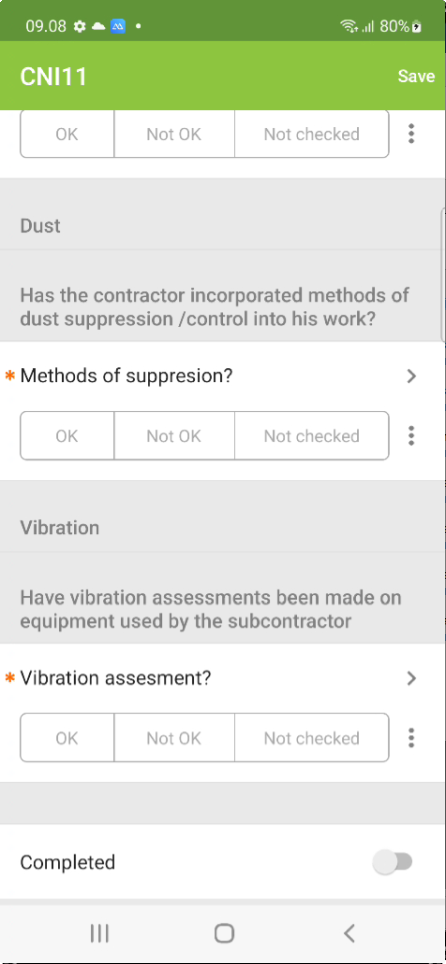 09.08 80%
CNI11 Save
OK Not OK Not checked
Dust
Has the contractor incorporated methods of
dust suppression /control into his work?
* Methods of suppresion?
OK Not OK Not checked
Vibration
Have vibration assessments been made on
equipment used by the subcontractor
* Vibration assesment?
OK Not OK Not checked
Completed